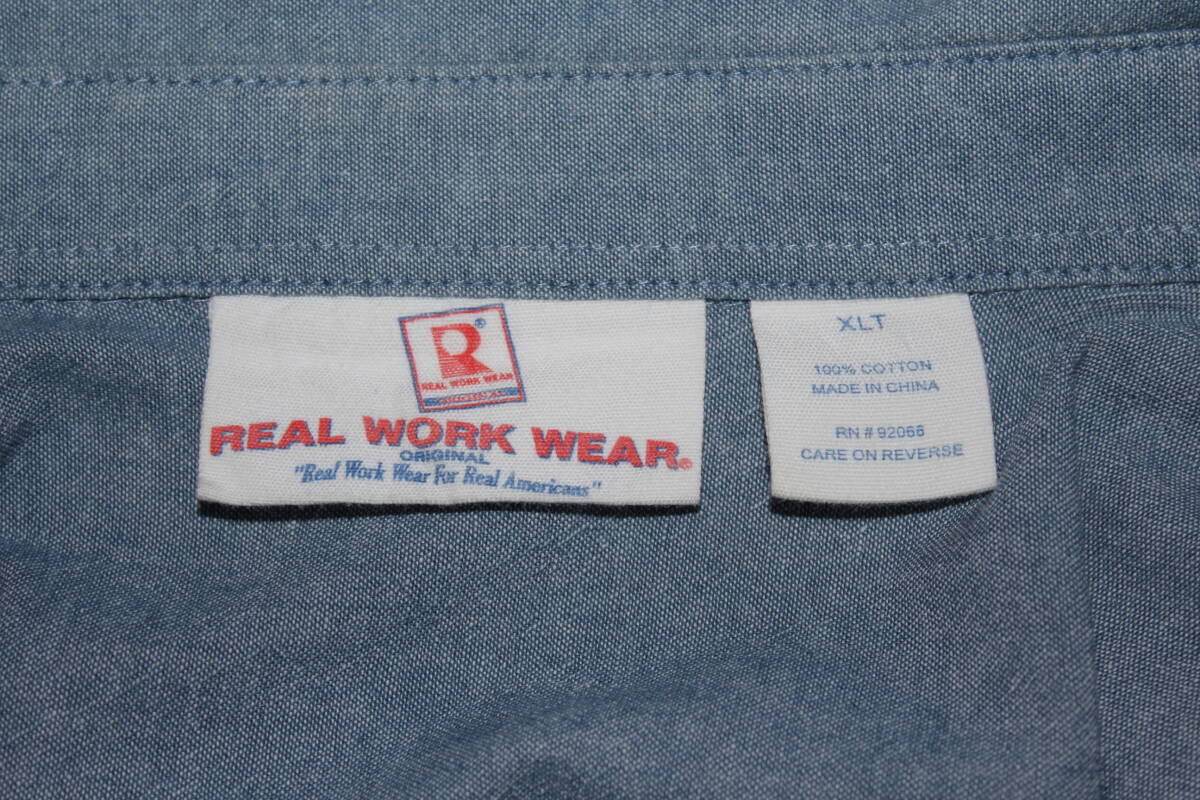 R®
REAL WORK WEAR
REAL WORK WEAR®
ORIGINAL
"Real Work Wear For Real Americans"
XLT
100% COTTON
MADE IN CHINA
RN # 92066
CARE ON REVERSE